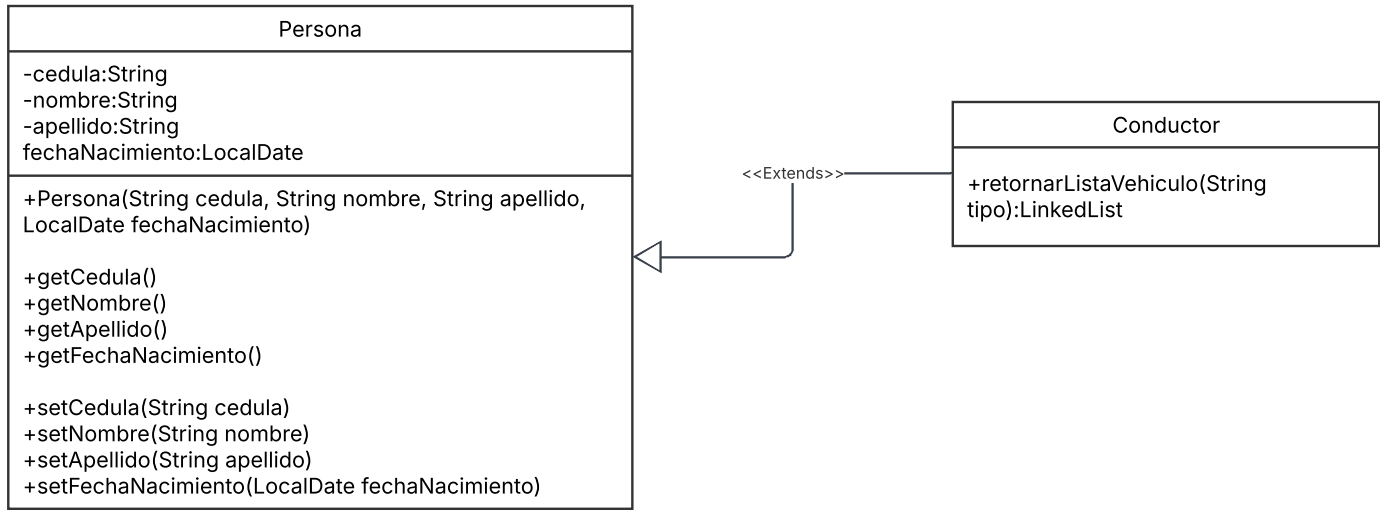 Persona
-cedula:String
-nombre:String
-apellido:String
fechaNacimiento:LocalDate
+Persona(String cedula, String nombre, String apellido,
LocalDate fechaNacimiento)
+getCedula()
+getNombre()
+getApellido()
+getFechaNacimiento()
+setCedula(String cedula)
+setNombre(String nombre)
+setApellido(String apellido)
+setFechaNacimiento(LocalDate fechaNacimiento)
<<Extends>>
Conductor
+retornarListaVehiculo(String
tipo):LinkedList